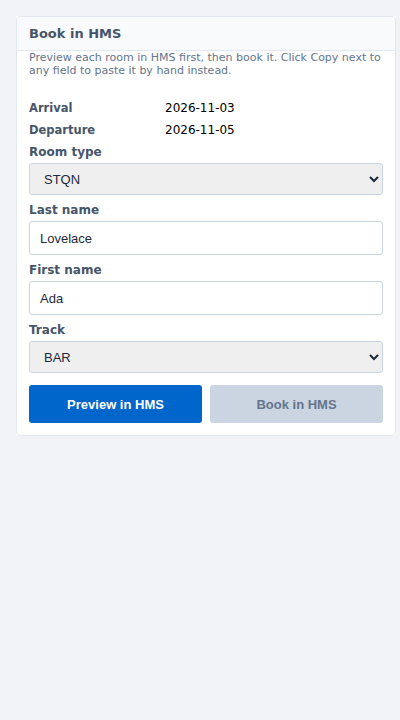 Book in HMS
Preview each room in HMS first, then book it. Click Copy next to
any field to paste it by hand instead.
Arrival 2026-11-03
Departure 2026-11-05
Room type
STQN
Last name
Lovelace
First name
Ada
Track
BAR
Preview in HMS Book in HMS